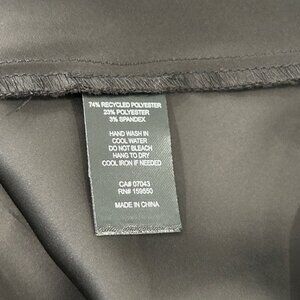 74% RECYCLED POLYESTER
23% POLYESTER
3% SPANDEX
HAND WASH IN
COOL WATER
DO NOT BLEACH
HANG TO DRY
COOL IRON IF NEEDED
CA# 07043
RN# 159550
MADE IN CHINA